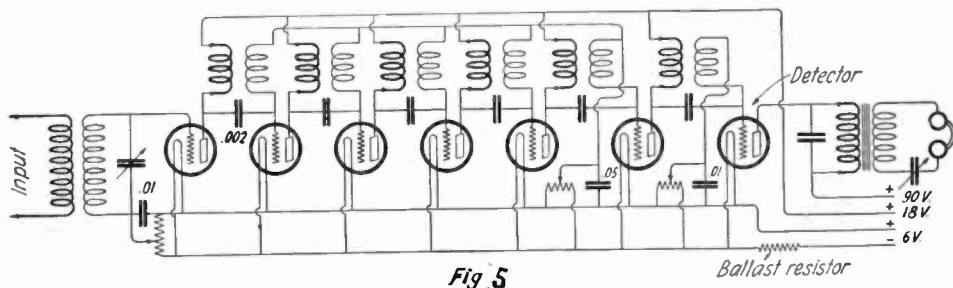 Detector
Input
.002
.01
.05
.01
+
90 V.
+
18 V.
+
6 V.
-
Ballast resistor
Fig. 5